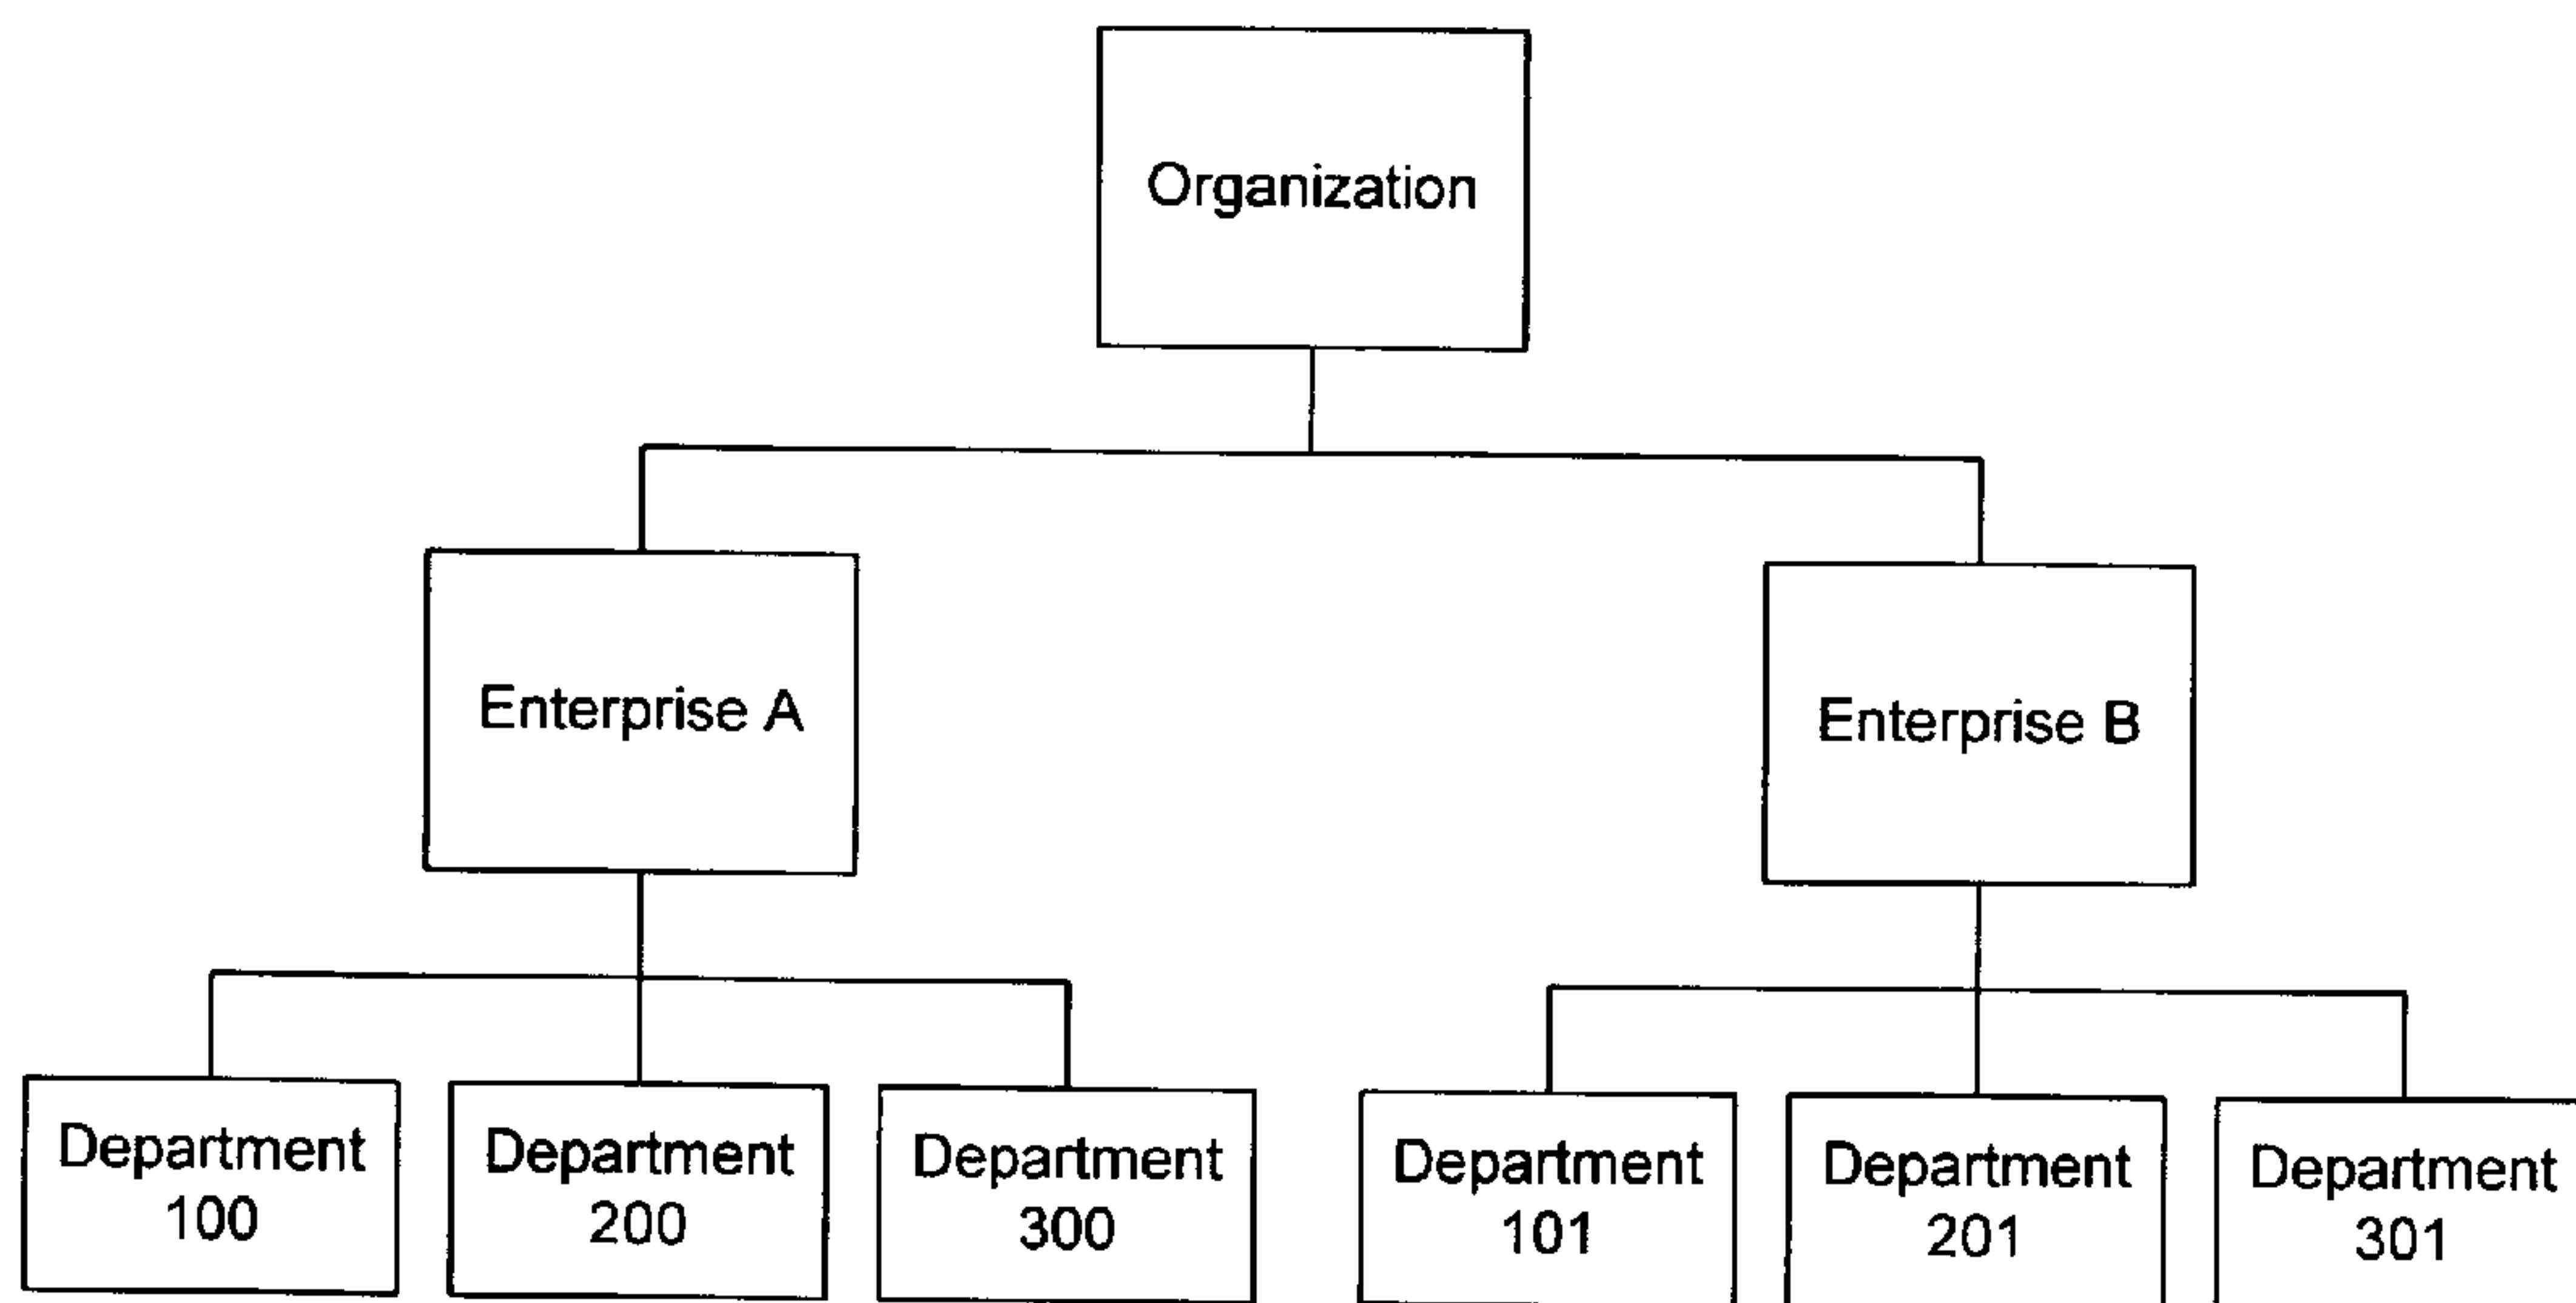 Organization
Enterprise A
Enterprise B
Department
100
Department
200
Department
300
Department
101
Department
201
Department
301